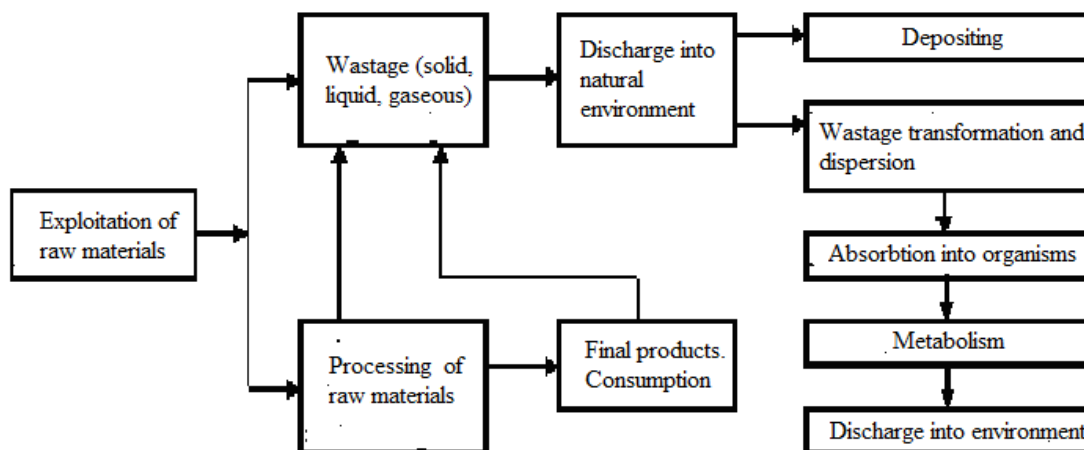 Wastage (solid,
liquid, gaseous)
Discharge into
natural
environment
Depositing
Wastage transformation and
dispersion
Exploitation of
raw materials
Absorbtion into organisms
Processing of
raw materials
Final products.
Consumption
Metabolism
Discharge into environment